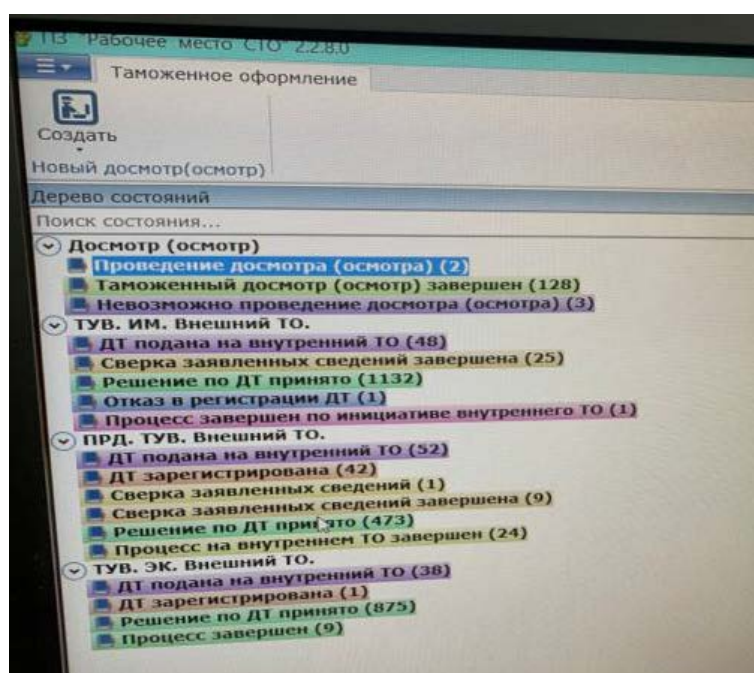 ПЗ "Рабочее место СТО" 2.2.8.0
Таможенное оформление
Создать
Новый досмотр(осмотр)
Дерево состояний
Поиск состояния...
Досмотр (осмотр)
Проведение досмотра (осмотра) (2)
Таможенный досмотр (осмотр) завершен (128)
Невозможно проведение досмотра (осмотра) (3)
ТУВ. ИМ. Внешний ТО.
ДТ подана на внутренний ТО (48)
Сверка заявленных сведений завершена (25)
Решение по ДТ принято (1132)
Отказ в регистрации ДТ (1)
Процесс завершен по инициативе внутреннего ТО (1)
ПРД. ТУВ. Внешний ТО.
ДТ подана на внутренний ТО (52)
ДТ зарегистрирована (42)
Сверка заявленных сведений (1)
Сверка заявленных сведений завершена (9)
Решение по ДТ принято (473)
Процесс на внутреннем ТО завершен (24)
ТУВ. ЭК. Внешний ТО.
ДТ подана на внутренний ТО (38)
ДТ зарегистрирована (1)
Решение по ДТ принято (875)
Процесс завершен (9)